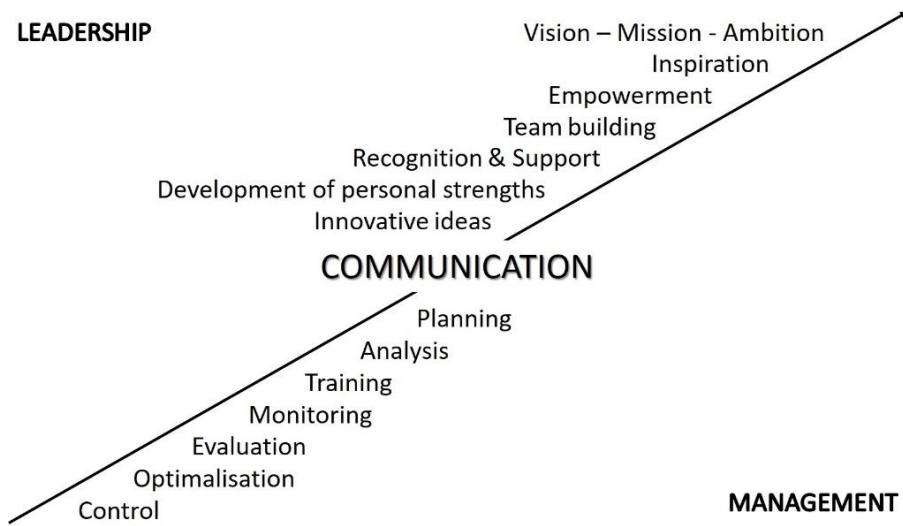 LEADERSHIP
Vision – Mission - Ambition
Inspiration
Empowerment
Team building
Recognition & Support
Development of personal strengths
Innovative ideas
COMMUNICATION
Planning
Analysis
Training
Monitoring
Evaluation
Optimalisation
Control
MANAGEMENT